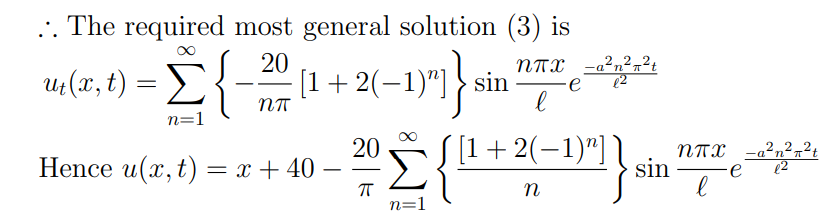 ∴ The required most general solution (3) is
u_t(x, t) = \sum_{n=1}^{\infty} \left\{ -\frac{20}{n\pi} [1 + 2(-1)^n] \right\} \sin \frac{n\pi x}{\ell} e^{\frac{-a^2 n^2 \pi^2 t}{\ell^2}}
Hence u(x, t) = x + 40 - \frac{20}{\pi} \sum_{n=1}^{\infty} \left\{ \frac{[1 + 2(-1)^n]}{n} \right\} \sin \frac{n\pi x}{\ell} e^{\frac{-a^2 n^2 \pi^2 t}{\ell^2}}